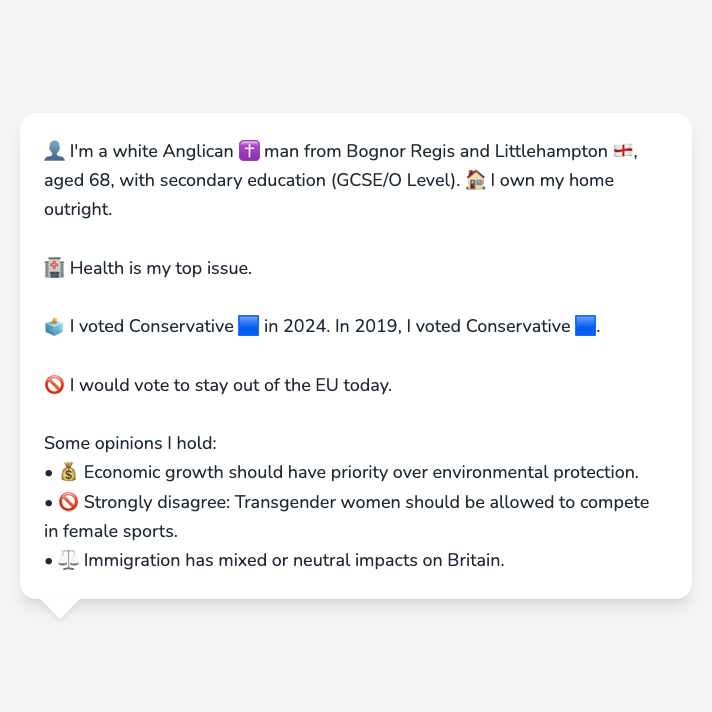 👤 I'm a white Anglican ✝️ man from Bognor Regis and Littlehampton 🏴󠁧󠁢󠁥󠁮󠁧󠁿,
aged 68, with secondary education (GCSE/O Level). 🏠 I own my home
outright.
🏥 Health is my top issue.
🗳️ I voted Conservative 🟦 in 2024. In 2019, I voted Conservative 🟦.
🚫 I would vote to stay out of the EU today.
Some opinions I hold:
• 💰 Economic growth should have priority over environmental protection.
• 🚫 Strongly disagree: Transgender women should be allowed to compete
in female sports.
• ⚖️ Immigration has mixed or neutral impacts on Britain.